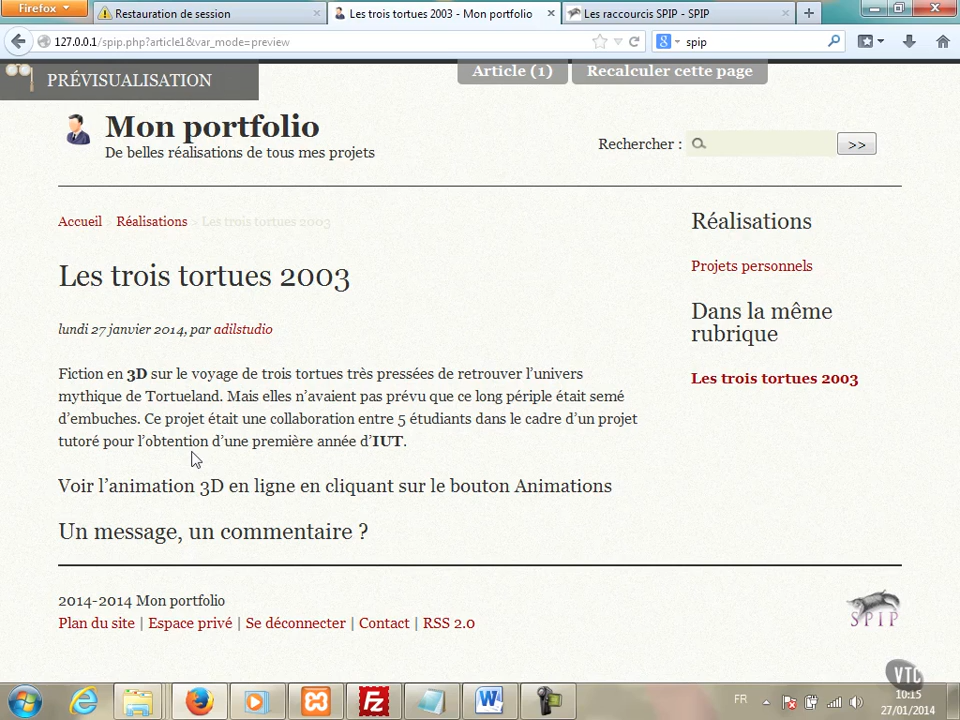 Firefox
Restauration de session
Les trois tortues 2003 - Mon portfolio
Les raccourcis SPIP - SPIP
127.0.0.1/spip.php?article1&var_mode=preview
spip
PRÉVISUALISATION
Article (1)
Recalculer cette page
Mon portfolio
De belles réalisations de tous mes projets
Rechercher :
>>
Accueil > Réalisations > Les trois tortues 2003
Les trois tortues 2003
lundi 27 janvier 2014, par adilstudio
Fiction en 3D sur le voyage de trois tortues très pressées de retrouver l’univers
mythique de Tortueland. Mais elles n’avaient pas prévu que ce long périple était semé
d’embuches. Ce projet était une collaboration entre 5 étudiants dans le cadre d’un projet
tutoré pour l’obtention d’une première année d’IUT.
Voir l’animation 3D en ligne en cliquant sur le bouton Animations
Un message, un commentaire ?
Réalisations
Projets personnels
Dans la même
rubrique
Les trois tortues 2003
2014-2014 Mon portfolio
Plan du site | Espace privé | Se déconnecter | Contact | RSS 2.0
SPIP
VTC
FR
10:15
27/01/2014